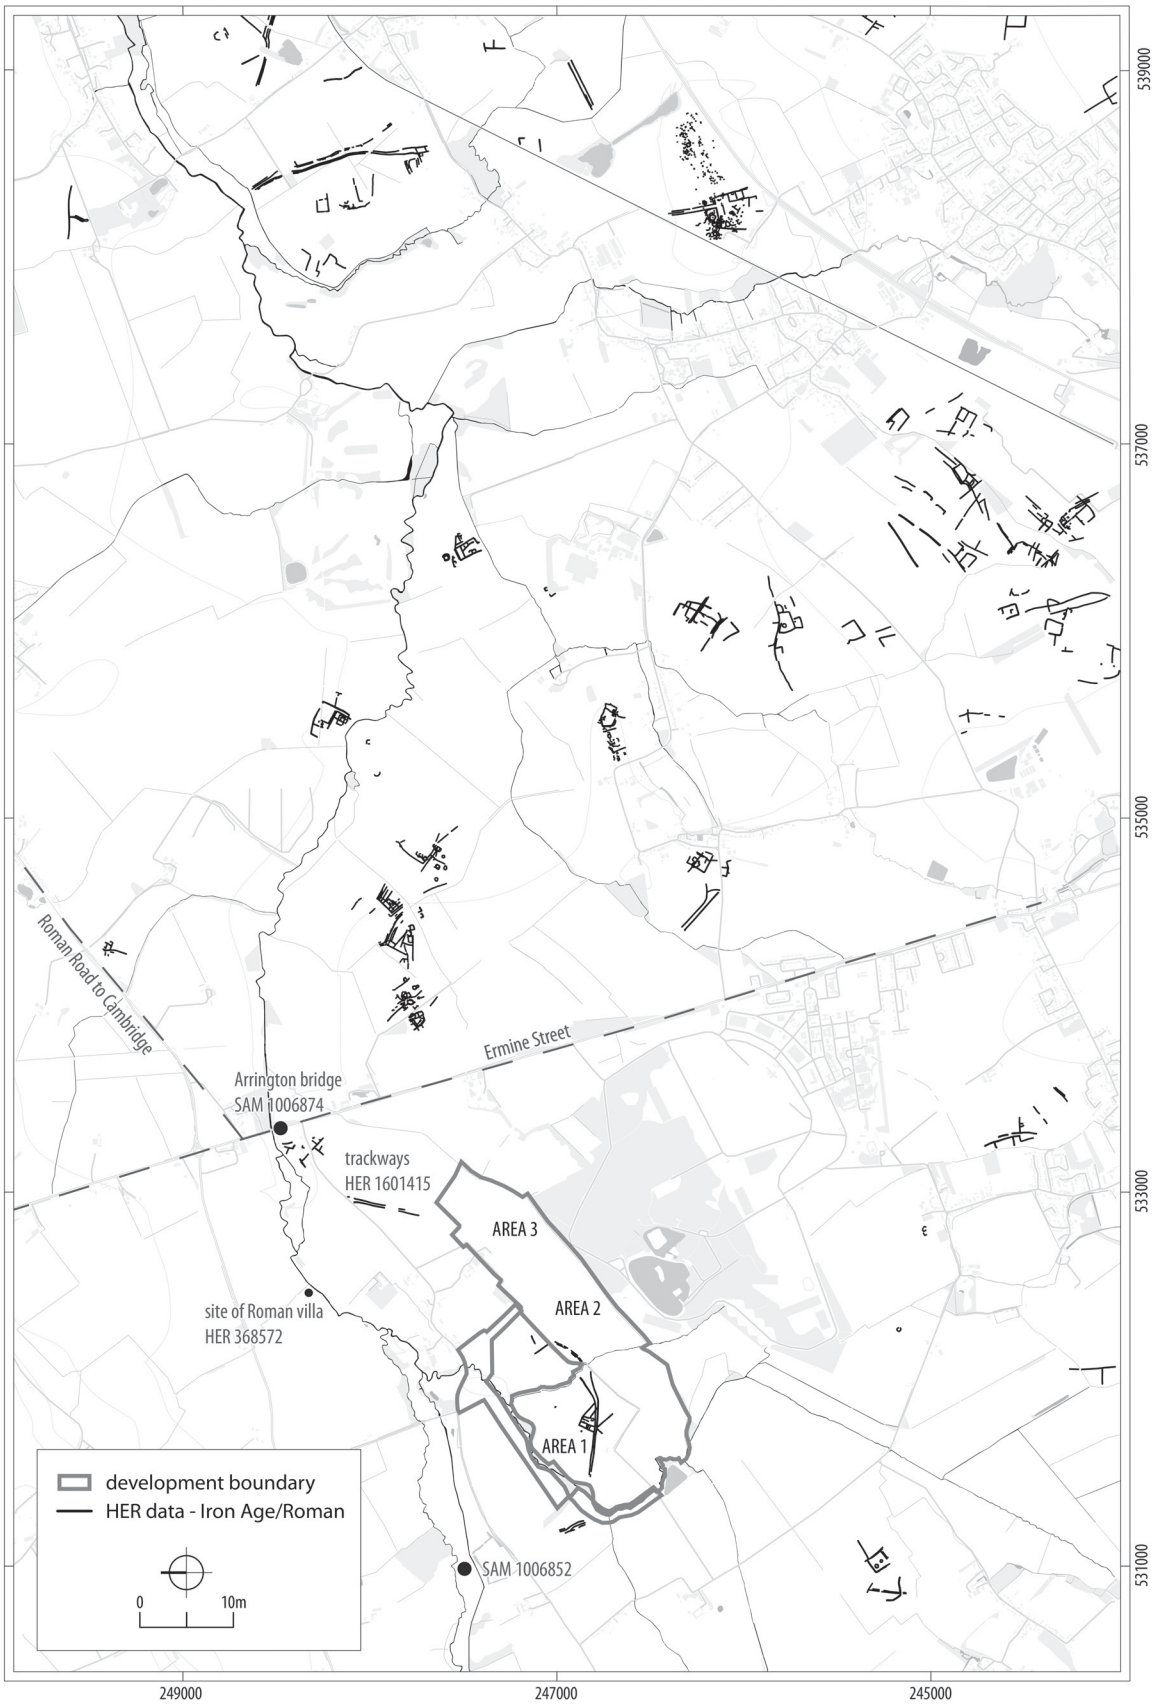 539000
537000
535000
Roman Road to Cambridge
Ermine Street
Arrington bridge
SAM 1006874
trackways
HER 1601415
533000
AREA 3
AREA 2
site of Roman villa
HER 368572
AREA 1
development boundary
HER data - Iron Age/Roman
SAM 1006852
531000
0 10m
249000 247000 245000